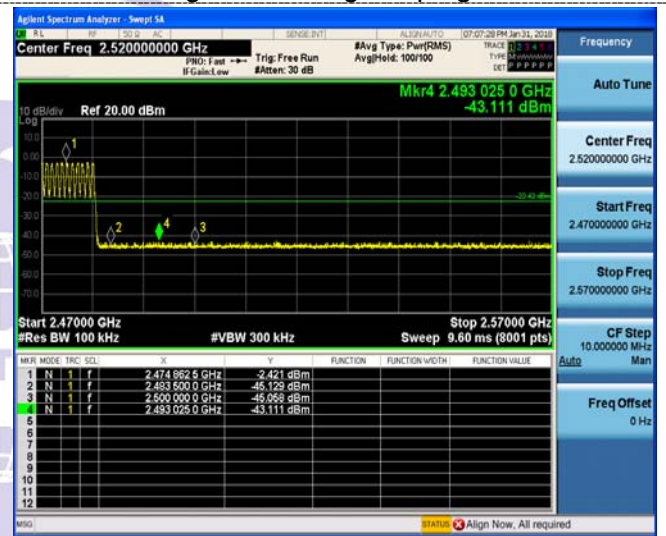 Agilent Spectrum Analyzer - Swept SA
RL RF 50 Ω AC SENSE:INT ALIGN AUTO 07:07:28 PM Jan 31, 2018
Center Freq 2.520000000 GHz #Avg Type: Pwr(RMS) TRACE 1 2 3 4 5 6
PNO: Fast Trig: Free Run Avg|Hold: 100/100 TYPE
IFGain:Low #Atten: 30 dB DET P P P P P P
Mkr4 2.493 025 0 GHz
-43.111 dBm
10 dB/div Ref 20.00 dBm
Log
10.0
0.00
-10.0
-20.0
-30.0
-40.0
-50.0
-60.0
-70.0
1
2
4
3
Start 2.47000 GHz Stop 2.57000 GHz
#Res BW 100 kHz #VBW 300 kHz Sweep 9.60 ms (8001 pts)
MKR MODE TRC SCL X Y FUNCTION FUNCTION WIDTH FUNCTION VALUE
1 N 1 f 2.474 862 5 GHz -2.421 dBm
2 N 1 f 2.483 500 0 GHz -45.129 dBm
3 N 1 f 2.500 000 0 GHz -45.058 dBm
4 N 1 f 2.493 025 0 GHz -43.111 dBm
5
6
7
8
9
10
11
12
MSG STATUS Align Now, All required
Frequency
Auto Tune
Center Freq
2.520000000 GHz
Start Freq
2.470000000 GHz
Stop Freq
2.570000000 GHz
CF Step
10.000000 MHz
Auto Man
Freq Offset
0 Hz